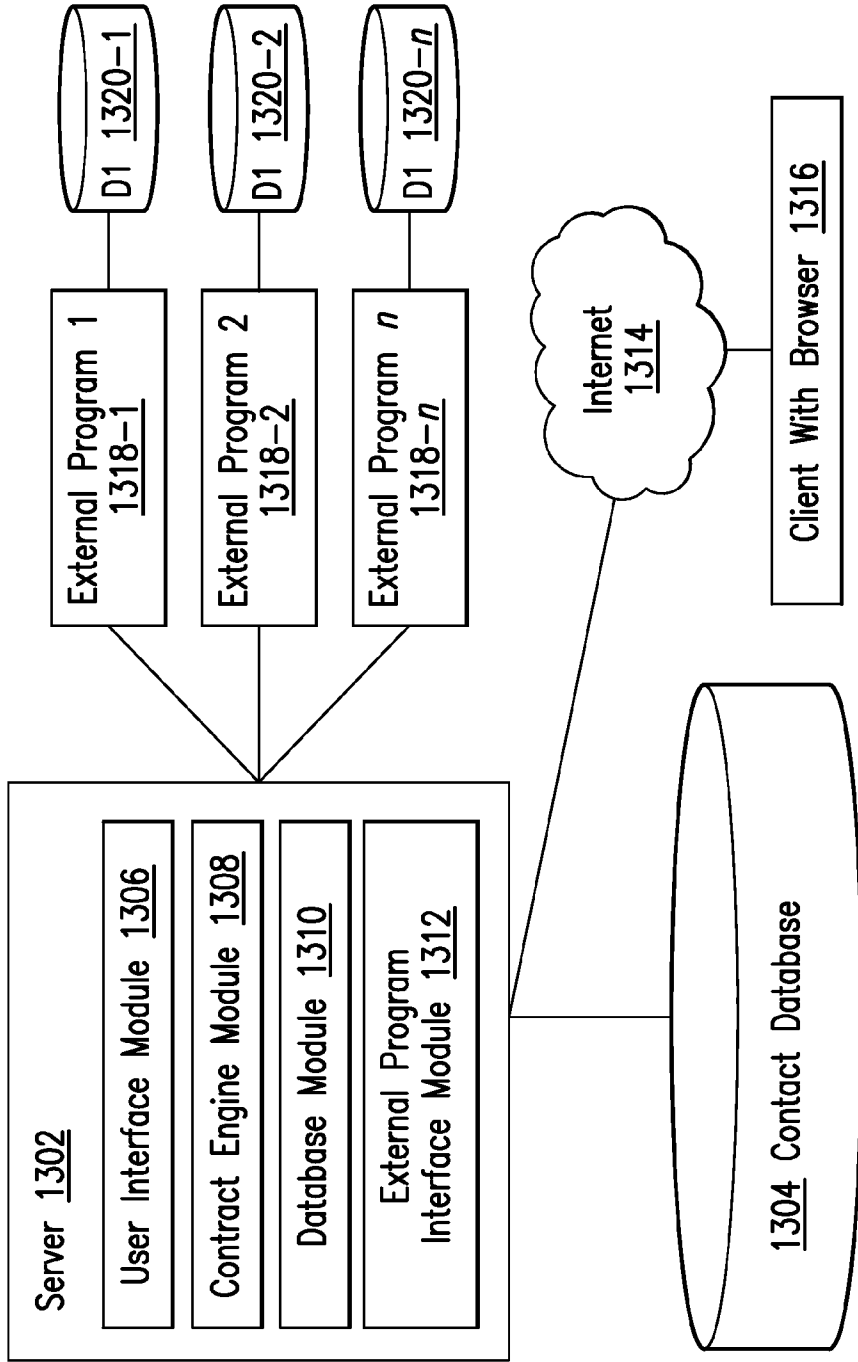 Server 1302
User Interface Module 1306
Contract Engine Module 1308
Database Module 1310
External Program
Interface Module 1312
External Program 1
1318-1
D1 1320-1
External Program 2
1318-2
D1 1320-2
External Program n
1318-n
D1 1320-n
Internet
1314
1304 Contact Database
Client With Browser 1316